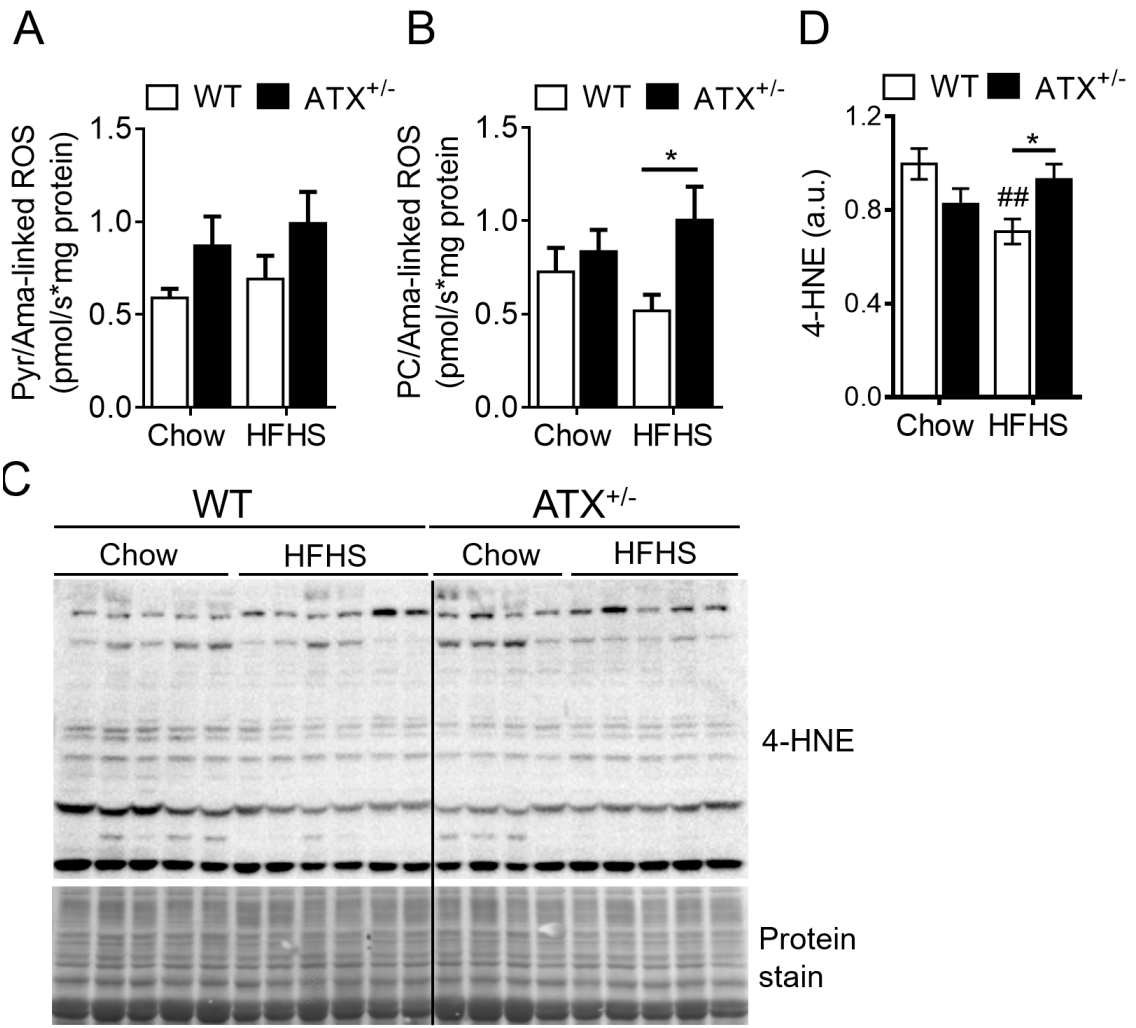 A
WT ATX+/-
Pyr/Ama-linked ROS
(pmol/s*mg protein)
1.5
1.0
0.5
0.0
Chow HFHS
B
WT ATX+/-
PC/Ama-linked ROS
(pmol/s*mg protein
1.5
1.0
0.5
0.0
*
Chow HFHS
D
WT ATX+/-
4-HNE (a.u.)
1.2
0.8
0.4
0.0
*
##
Chow HFHS
C
WT ATX+/-
Chow HFHS Chow HFHS
4-HNE
Protein
stain